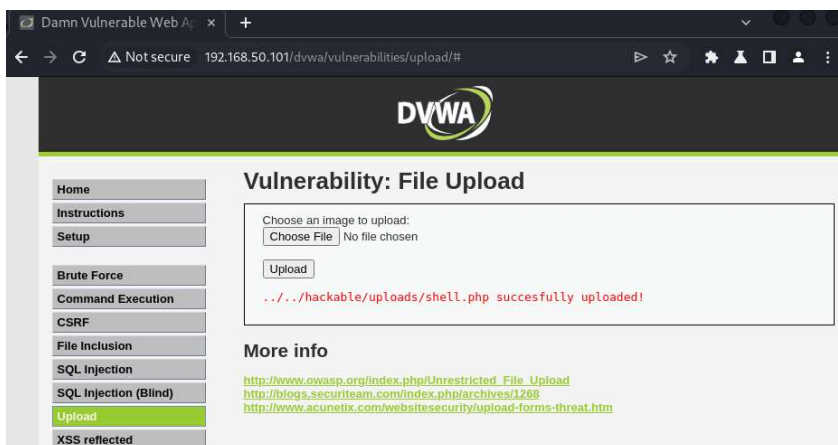 Damn Vulnerable Web Ap
Not secure 192.168.50.101/dvwa/vulnerabilities/upload/#
DVWA
Home
Instructions
Setup
Brute Force
Command Execution
CSRF
File Inclusion
SQL Injection
SQL Injection (Blind)
Upload
XSS reflected
Vulnerability: File Upload
Choose an image to upload:
Choose File No file chosen
Upload
../../hackable/uploads/shell.php succesfully uploaded!
More info
http://www.owasp.org/index.php/Unrestricted_File_Upload
http://blogs.securiteam.com/index.php/archives/1268
http://www.acunetix.com/websitesecurity/upload-forms-threat.htm